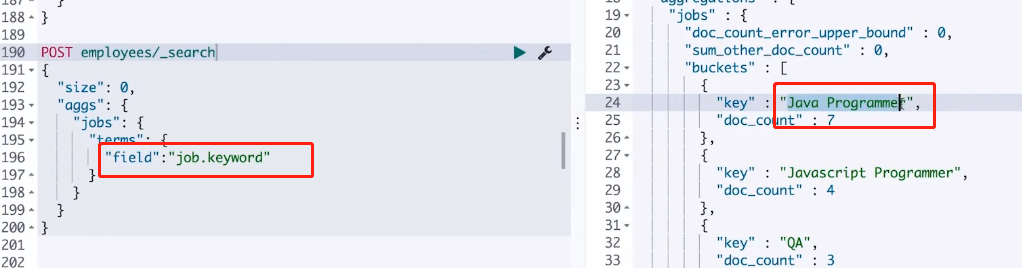 187
188 }
189
190 POST employees/_search
191 {
192 "size": 0,
193 "aggs": {
194 "jobs": {
195 "terms": {
196 "field":"job.keyword"
197 }
198 }
199 }
200 }
201
202
19 "jobs" : {
20 "doc_count_error_upper_bound" : 0,
21 "sum_other_doc_count" : 0,
22 "buckets" : [
23 {
24 "key" : "Java Programmer",
25 "doc_count" : 7
26 },
27 {
28 "key" : "Javascript Programmer",
29 "doc_count" : 4
30 },
31 {
32 "key" : "QA",
33 "doc_count" : 3